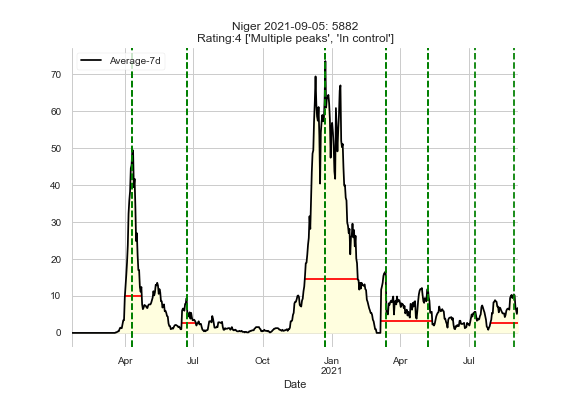 Niger 2021-09-05: 5882
Rating:4 ['Multiple peaks', 'In control']
Average-7d
70
60
50
40
30
20
10
0
Apr Jul Oct Jan Apr Jul
2021
Date